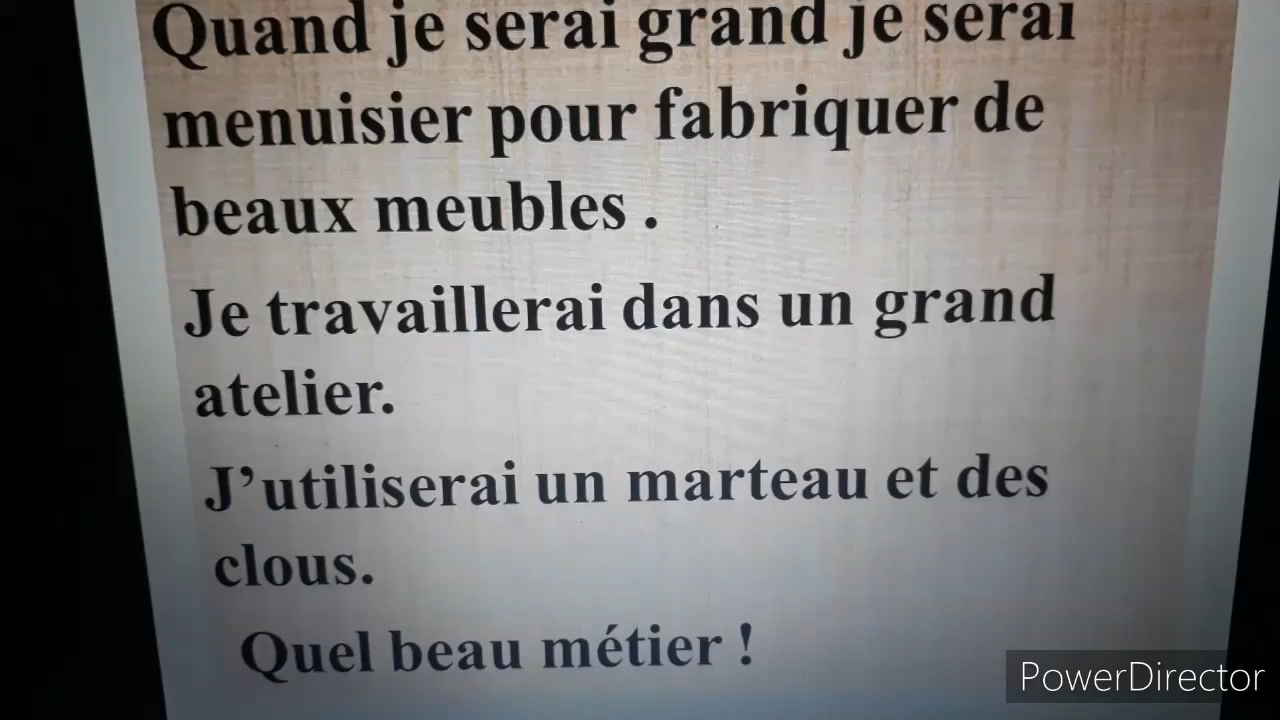 Quand je serai grand je serai
menuisier pour fabriquer de
beaux meubles .
Je travaillerai dans un grand
atelier.
J’utiliserai un marteau et des
clous.
Quel beau métier !
PowerDirector